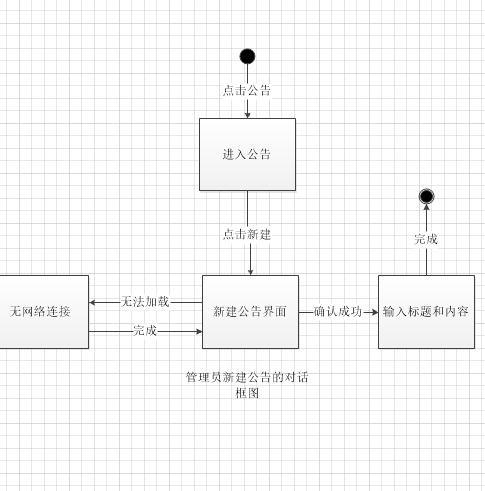 点击公告
进入公告
点击新建
完成
无网络连接
无法加载
完成
新建公告界面
确认成功
输入标题和内容
管理员新建公告的对话
框图